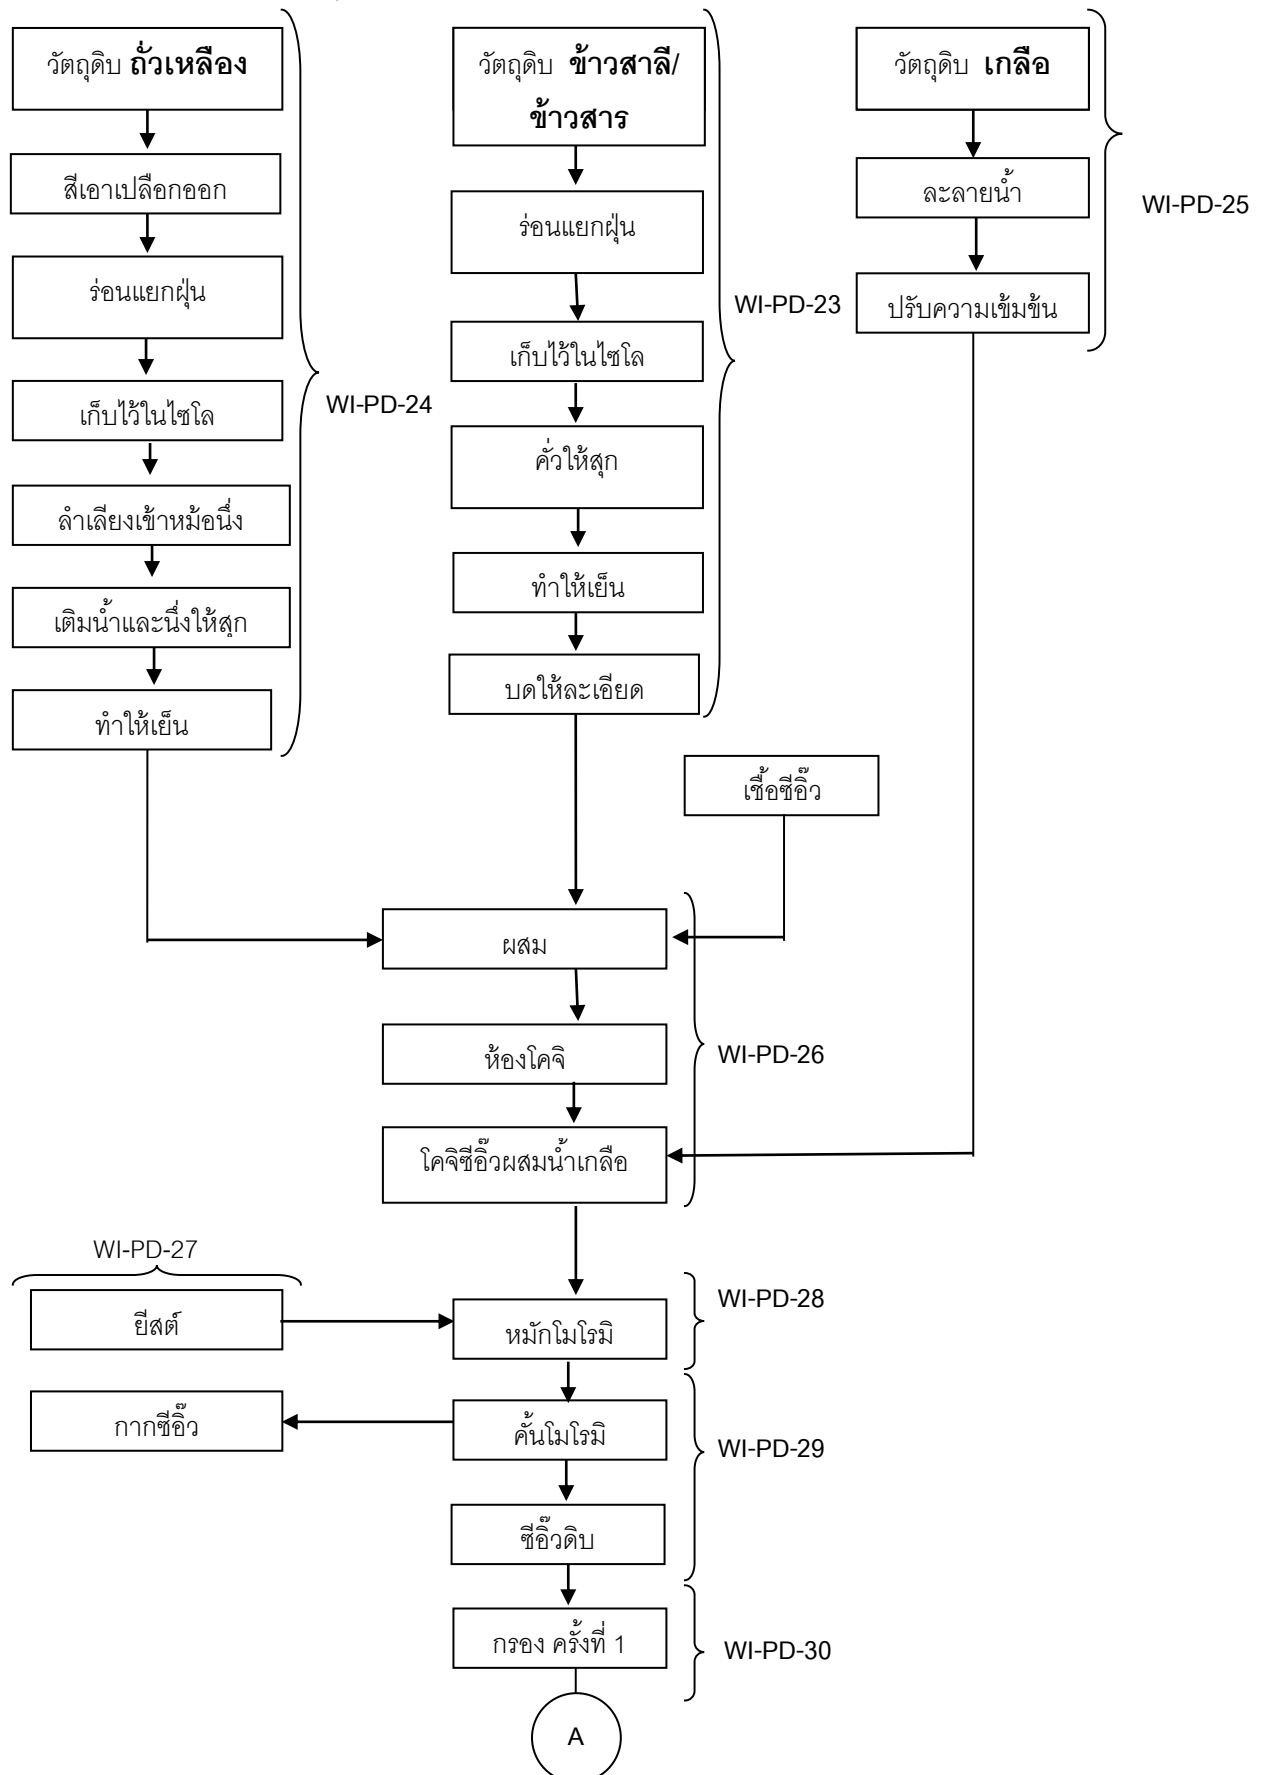 วัตถุดิบ ถั่วเหลือง
สีเอาเปลือกออก
ร่อนแยกฝุ่น
เก็บไว้ในไซโล
ลำเลียงเข้าหม้อนึ่ง
เติมน้ำและนึ่งให้สุก
ทำให้เย็น
WI-PD-24
วัตถุดิบ ข้าวสาลี/
ข้าวสาร
ร่อนแยกฝุ่น
เก็บไว้ในไซโล
คั่วให้สุก
ทำให้เย็น
บดให้ละเอียด
WI-PD-23
วัตถุดิบ เกลือ
ละลายน้ำ
ปรับความเข้มข้น
WI-PD-25
เชื้อซีอิ๊ว
ผสม
ห้องโคจิ
โคจิซีอิ๊วผสมน้ำเกลือ
WI-PD-26
WI-PD-27
ยีสต์
หมักโมโรมิ
WI-PD-28
กากซีอิ๊ว
คั้นโมโรมิ
ซีอิ๊วดิบ
WI-PD-29
กรอง ครั้งที่ 1
WI-PD-30
A